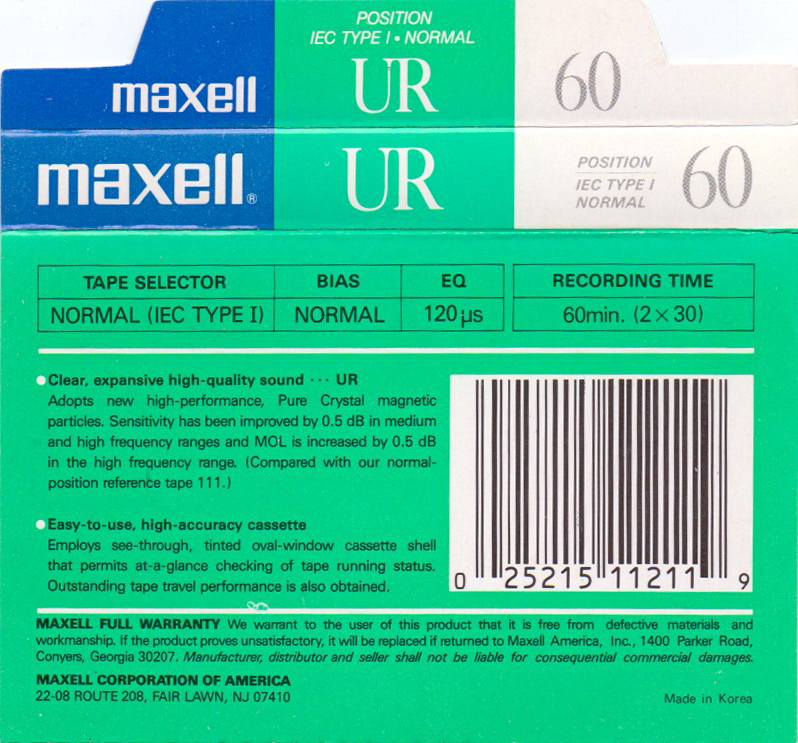 POSITION
IEC TYPE I • NORMAL
maxell UR 60
maxell® UR POSITION IEC TYPE I NORMAL 60
TAPE SELECTOR BIAS EQ RECORDING TIME
NORMAL (IEC TYPE I) NORMAL 120μs 60min. (2×30)
●Clear, expansive high-quality sound ··· UR
Adopts new high-performance, Pure Crystal magnetic
particles. Sensitivity has been improved by 0.5 dB in medium
and high frequency ranges and MOL is increased by 0.5 dB
in the high frequency range. (Compared with our normal-
position reference tape 111.)
●Easy-to-use, high-accuracy cassette
Employs see-through, tinted oval-window cassette shell
that permits at-a-glance checking of tape running status.
Outstanding tape travel performance is also obtained.
0 25215 11211 9
MAXELL FULL WARRANTY We warrant to the user of this product that it is free from defective materials and
workmanship. If the product proves unsatisfactory, it will be replaced if returned to Maxell America, Inc., 1400 Parker Road,
Conyers, Georgia 30207. Manufacturer, distributor and seller shall not be liable for consequential commercial damages.
MAXELL CORPORATION OF AMERICA
22-08 ROUTE 208, FAIR LAWN, NJ 07410
Made in Korea